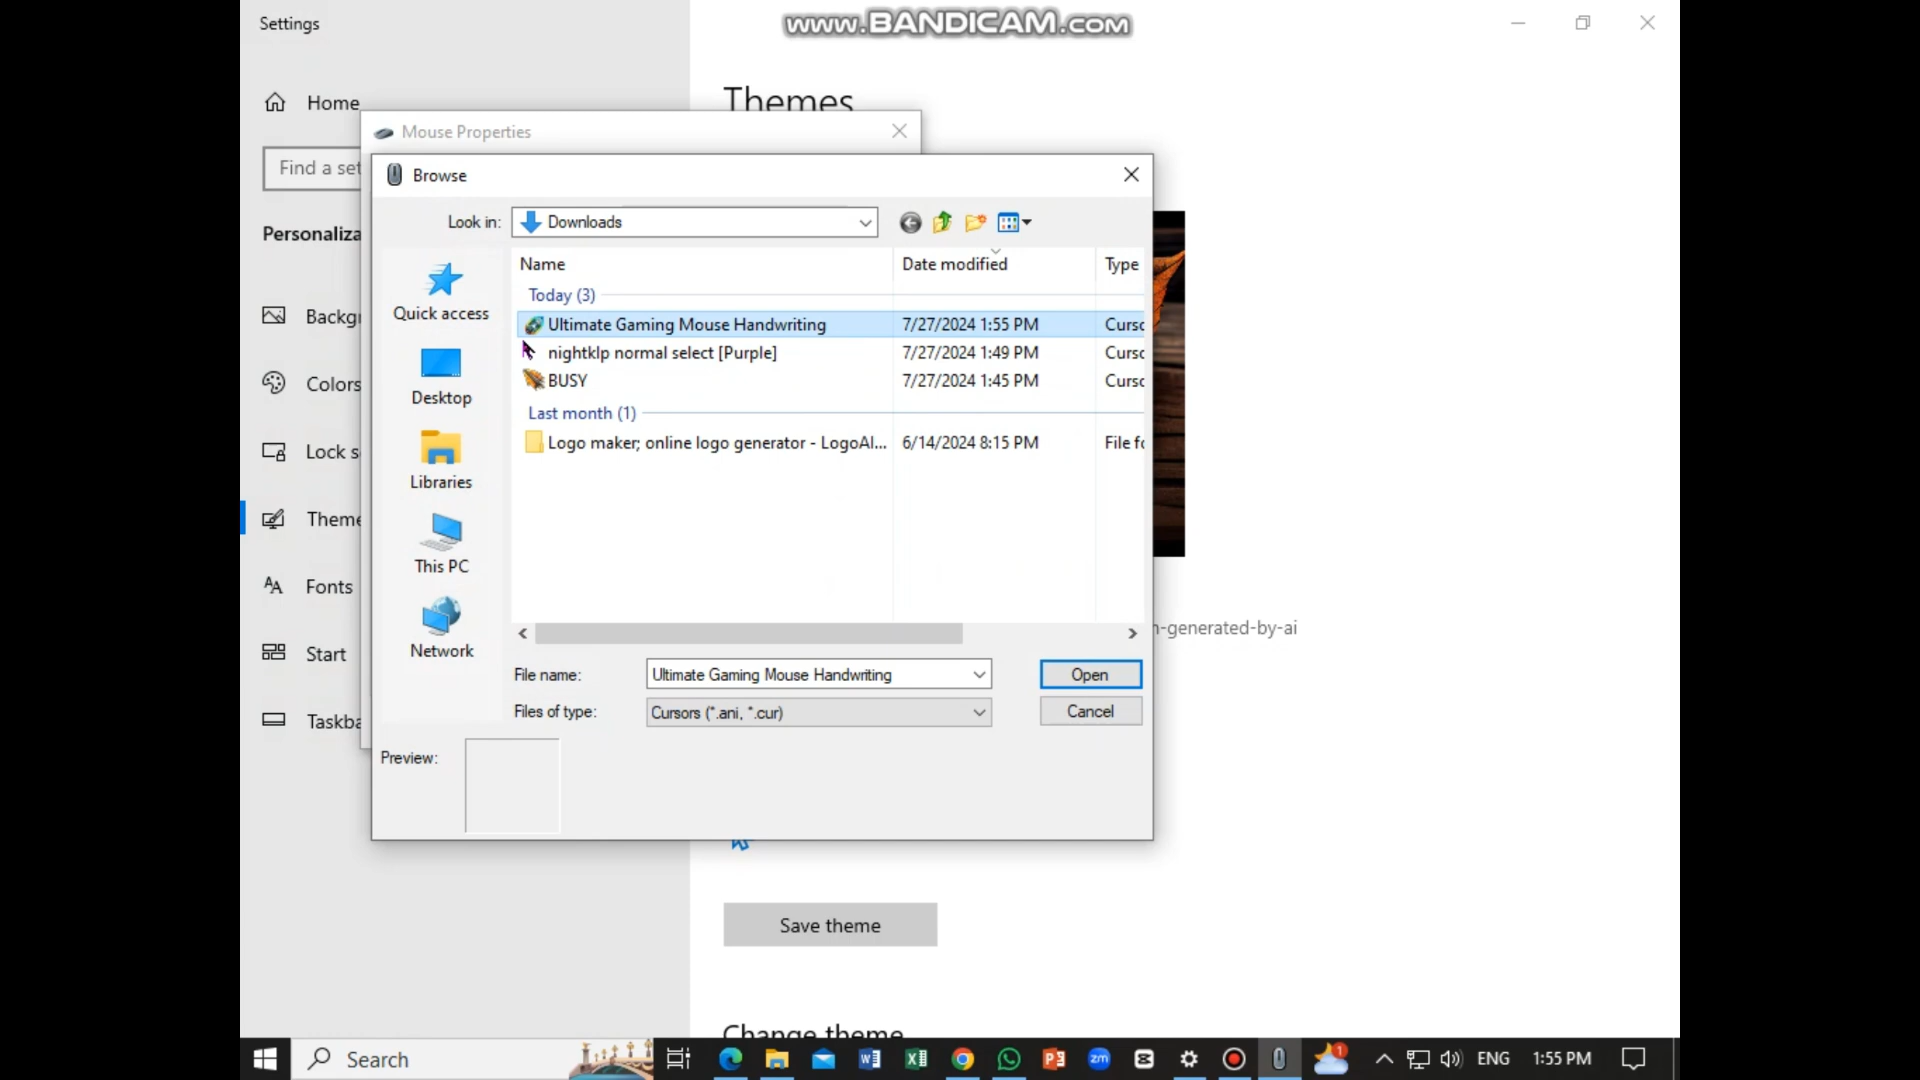 Settings
www.BANDICAM.com
Home
Themes
Mouse Properties
Find a set
Browse
Look in:
Downloads
Personaliza
Name
Date modified
Type
Quick access
Today (3)
Ultimate Gaming Mouse Handwriting
7/27/2024 1:55 PM
Curso
nightklp normal select [Purple]
7/27/2024 1:49 PM
Curso
BUSY
7/27/2024 1:45 PM
Curso
Backgr
Desktop
Colors
Last month (1)
Logo maker; online logo generator - LogoAI...
6/14/2024 8:15 PM
File fo
Lock s
Libraries
Theme
This PC
Fonts
Network
n-generated-by-ai
Start
File name:
Ultimate Gaming Mouse Handwriting
Open
Files of type:
Cursors (*.ani, *.cur)
Cancel
Taskba
Preview:
Save theme
Change theme
Search
zm
1
ENG
1:55 PM